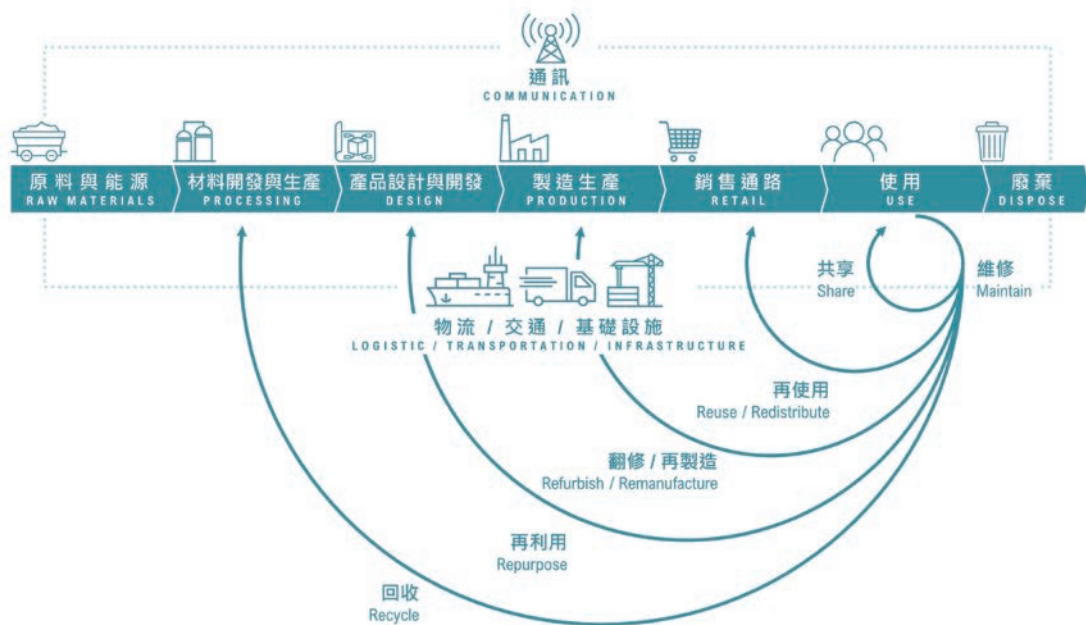 通訊
COMMUNICATION
原料與能源
RAW MATERIALS
材料開發與生產
PROCESSING
產品設計與開發
DESIGN
製造生產
PRODUCTION
銷售通路
RETAIL
使用
USE
廢棄
DISPOSE
共享
Share
維修
Maintain
物流 / 交通 / 基礎設施
LOGISTIC / TRANSPORTATION / INFRASTRUCTURE
再使用
Reuse / Redistribute
翻修 / 再製造
Refurbish / Remanufacture
再利用
Repurpose
回收
Recycle